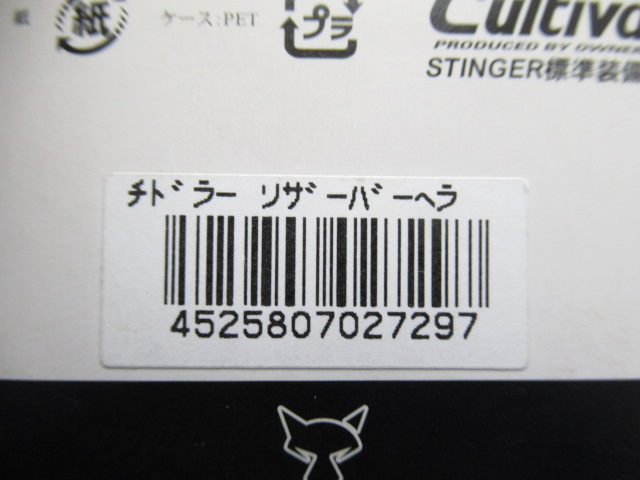 紙
紙
ケース:PET
プラ
Cultiva
PRODUCED BY OWNER
STINGER標準装備
チドラー リザーバーヘラ
4525807027297